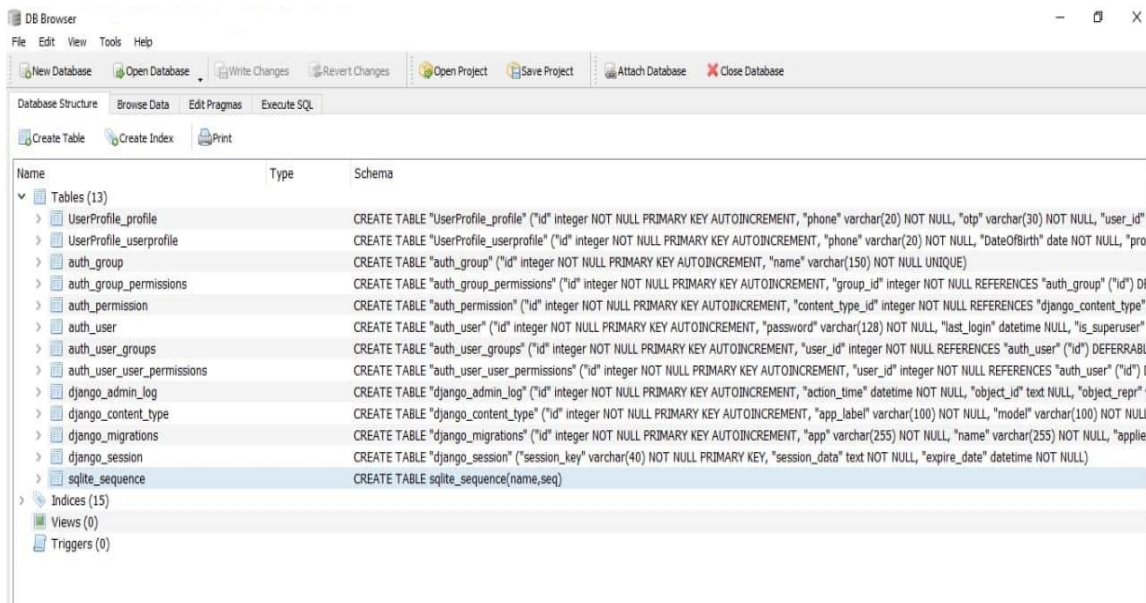 DB Browser
File Edit View Tools Help
New Database Open Database Write Changes Revert Changes Open Project Save Project Attach Database Close Database
Database Structure Browse Data Edit Pragmas Execute SQL
Create Table Create Index Print
Name Type Schema
Tables (13)
UserProfile_profile CREATE TABLE "UserProfile_profile" ("id" integer NOT NULL PRIMARY KEY AUTOINCREMENT, "phone" varchar(20) NOT NULL, "otp" varchar(30) NOT NULL, "user_id"
UserProfile_userprofile CREATE TABLE "UserProfile_userprofile" ("id" integer NOT NULL PRIMARY KEY AUTOINCREMENT, "phone" varchar(20) NOT NULL, "DateOfBirth" date NOT NULL, "pro
auth_group CREATE TABLE "auth_group" ("id" integer NOT NULL PRIMARY KEY AUTOINCREMENT, "name" varchar(150) NOT NULL UNIQUE)
auth_group_permissions CREATE TABLE "auth_group_permissions" ("id" integer NOT NULL PRIMARY KEY AUTOINCREMENT, "group_id" integer NOT NULL REFERENCES "auth_group" ("id") DE
auth_permission CREATE TABLE "auth_permission" ("id" integer NOT NULL PRIMARY KEY AUTOINCREMENT, "content_type_id" integer NOT NULL REFERENCES "django_content_type"
auth_user CREATE TABLE "auth_user" ("id" integer NOT NULL PRIMARY KEY AUTOINCREMENT, "password" varchar(128) NOT NULL, "last_login" datetime NULL, "is_superuser"
auth_user_groups CREATE TABLE "auth_user_groups" ("id" integer NOT NULL PRIMARY KEY AUTOINCREMENT, "user_id" integer NOT NULL REFERENCES "auth_user" ("id") DEFERRABL
auth_user_user_permissions CREATE TABLE "auth_user_user_permissions" ("id" integer NOT NULL PRIMARY KEY AUTOINCREMENT, "user_id" integer NOT NULL REFERENCES "auth_user" ("id")
django_admin_log CREATE TABLE "django_admin_log" ("id" integer NOT NULL PRIMARY KEY AUTOINCREMENT, "action_time" datetime NOT NULL, "object_id" text NULL, "object_repr"
django_content_type CREATE TABLE "django_content_type" ("id" integer NOT NULL PRIMARY KEY AUTOINCREMENT, "app_label" varchar(100) NOT NULL, "model" varchar(100) NOT NULL
django_migrations CREATE TABLE "django_migrations" ("id" integer NOT NULL PRIMARY KEY AUTOINCREMENT, "app" varchar(255) NOT NULL, "name" varchar(255) NOT NULL, "applie
django_session CREATE TABLE "django_session" ("session_key" varchar(40) NOT NULL PRIMARY KEY, "session_data" text NOT NULL, "expire_date" datetime NOT NULL)
sqlite_sequence CREATE TABLE sqlite_sequence(name,seq)
Indices (15)
Views (0)
Triggers (0)